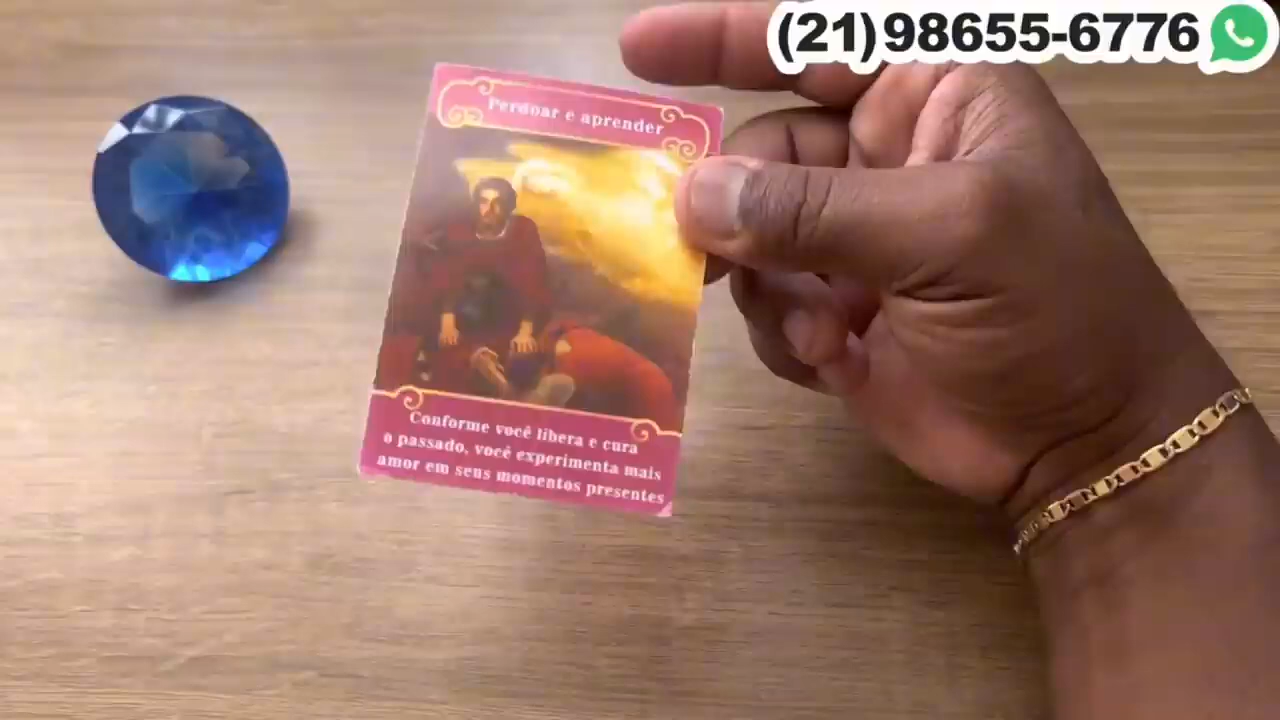 (21)98655-6776
Perdoar e aprender
Conforme você libera e cura
o passado, você experimenta mais
amor em seus momentos presentes